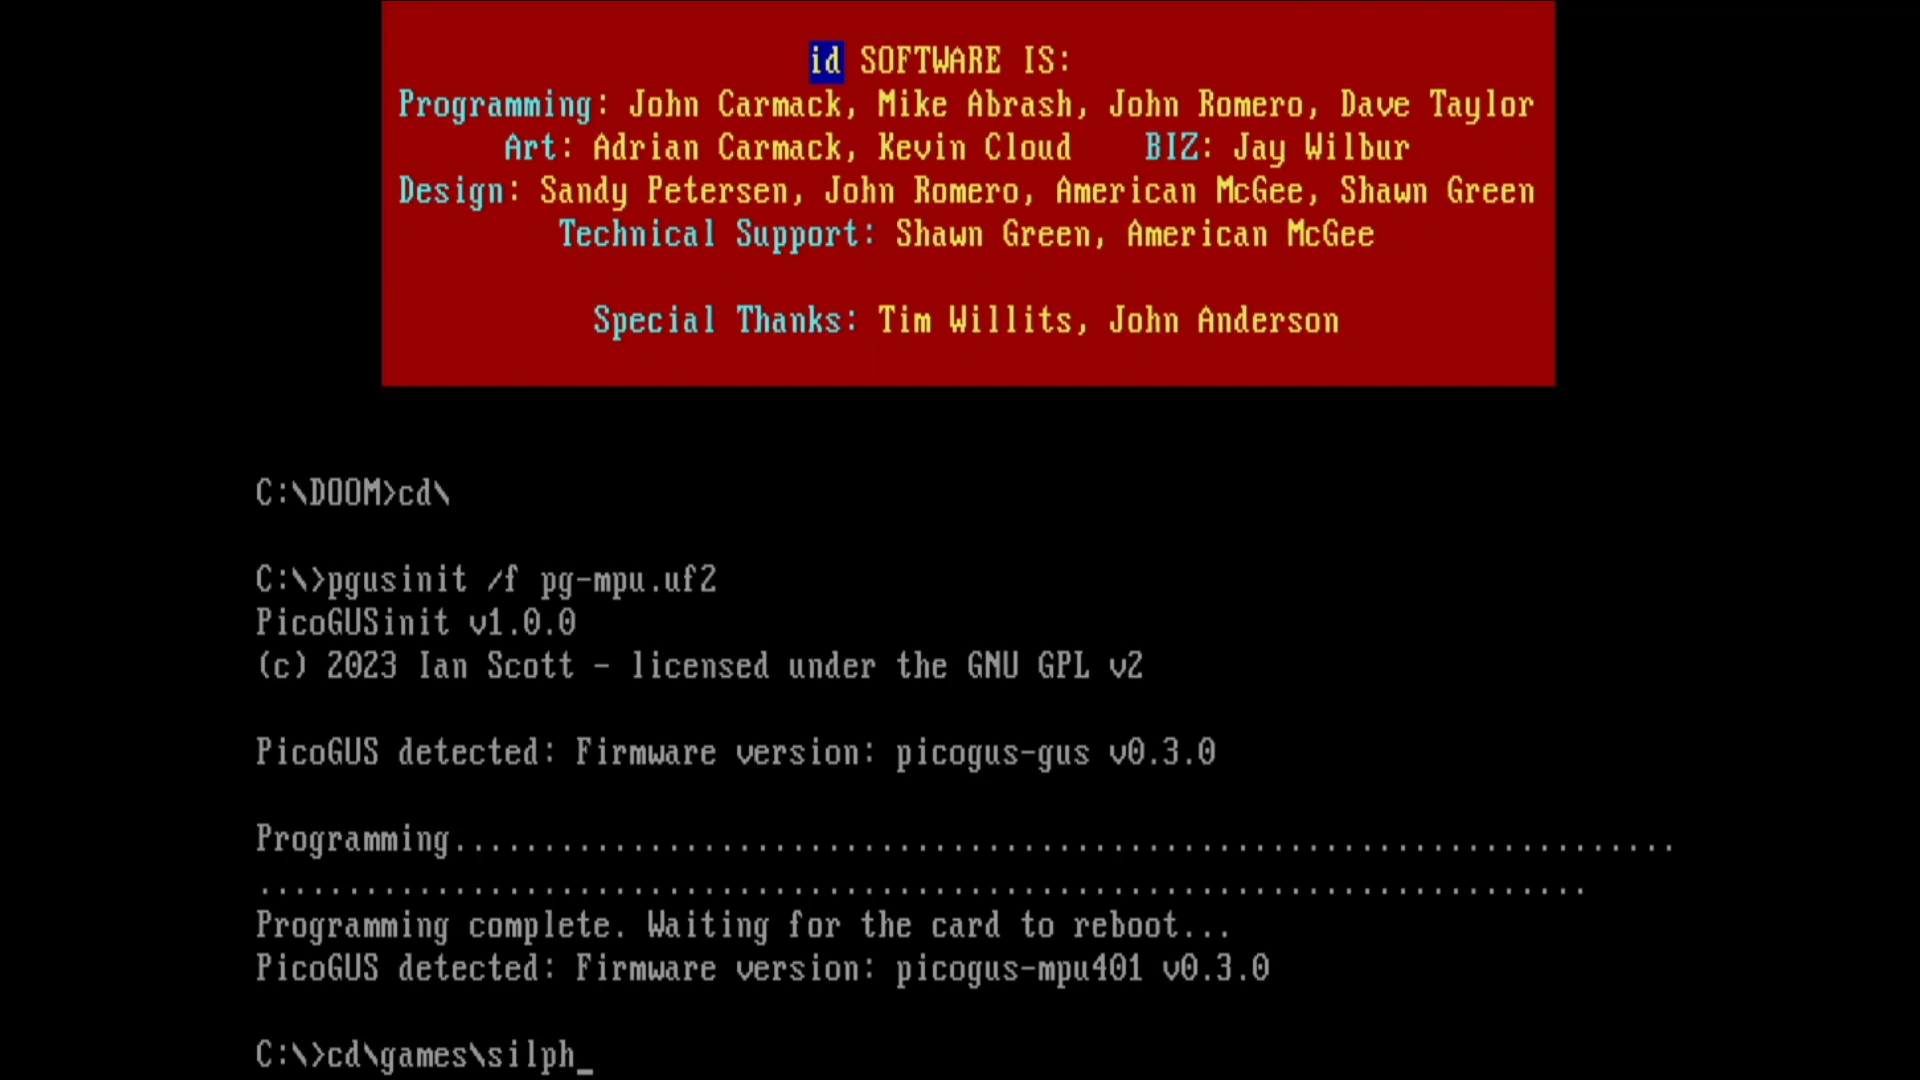 id SOFTWARE IS:
Programming: John Carmack, Mike Abrash, John Romero, Dave Taylor
Art: Adrian Carmack, Kevin Cloud    BIZ: Jay Wilbur
Design: Sandy Petersen, John Romero, American McGee, Shawn Green
Technical Support: Shawn Green, American McGee
Special Thanks: Tim Willits, John Anderson
C:\DOOM>cd\
C:\>pgusinit /f pg-mpu.uf2
PicoGUSinit v1.0.0
(c) 2023 Ian Scott - licensed under the GNU GPL v2
PicoGUS detected: Firmware version: picogus-gus v0.3.0
Programming.....................................................................
...........................................................................
Programming complete. Waiting for the card to reboot...
PicoGUS detected: Firmware version: picogus-mpu401 v0.3.0
C:\>cd\games\silph_